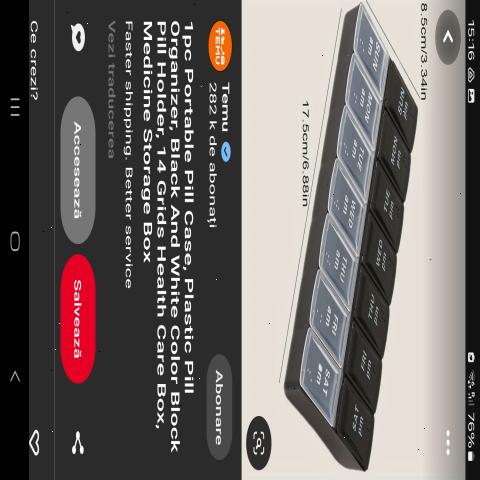 15:16
76%
8.5cm/3.34in
17.5cm/6.88in
SUN
am
MON
am
TUE
am
WED
am
THU
am
FRI
am
SAT
am
SUN
pm
MON
pm
TUE
pm
WED
pm
THU
pm
FRI
pm
SAT
pm
TEMU
Temu
282 k de abonați
Abonare
1pc Portable Pill Case, Plastic Pill
Organizer, Black And White Color Block
Pill Holder, 14 Grids Health Care Box,
Medicine Storage Box
Faster shipping. Better service
Vezi traducerea
Accesează
Salvează
Ce crezi?